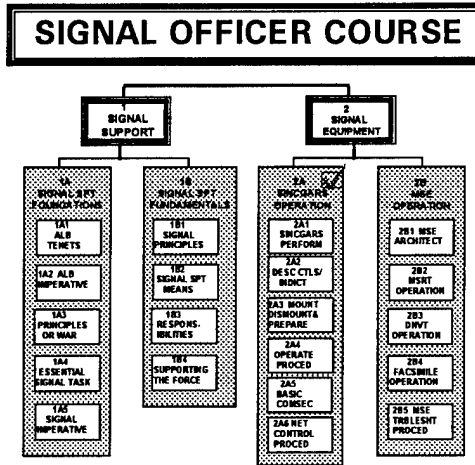 SIGNAL OFFICER COURSE
1
SIGNAL
SUPPORT
2
SIGNAL
EQUIPMENT
1A
SIGNAL SPT
FOUNDATIONS
1A1
ALB
TENETS
1A2 ALB
IMPERATIVE
1A3
PRINCIPLES
OR WAR
1A4
ESSENTIAL
SIGNAL TASK
1A5
SIGNAL
IMPERATIVE
1B
SIGNAL SPT
FUNDAMENTALS
1B1
SIGNAL
PRINCIPLES
1B2
SIGNAL SPT
MEANS
1B3
RESPONS-
IBILITIES
1B4
SUPPORTING
THE FORCE
2A
SINCGARS
OPERATION
2A1
SINCGARS
PERFORM
2A2
DESC CTLS/
INDICT
2A3 MOUNT
DISMOUNT&
PREPARE
2A4
OPERATE
PROCED
2A5
BASIC
COMSEC
2A6 NET
CONTROL
PROCED
2B
MSE
OPERATION
2B1 MSE
ARCHITECT
2B2
MSRT
OPERATION
2B3
DNVT
OPERATION
2B4
FACSIMILE
OPERATION
2B5 MSE
TRBLESHT
PROCED